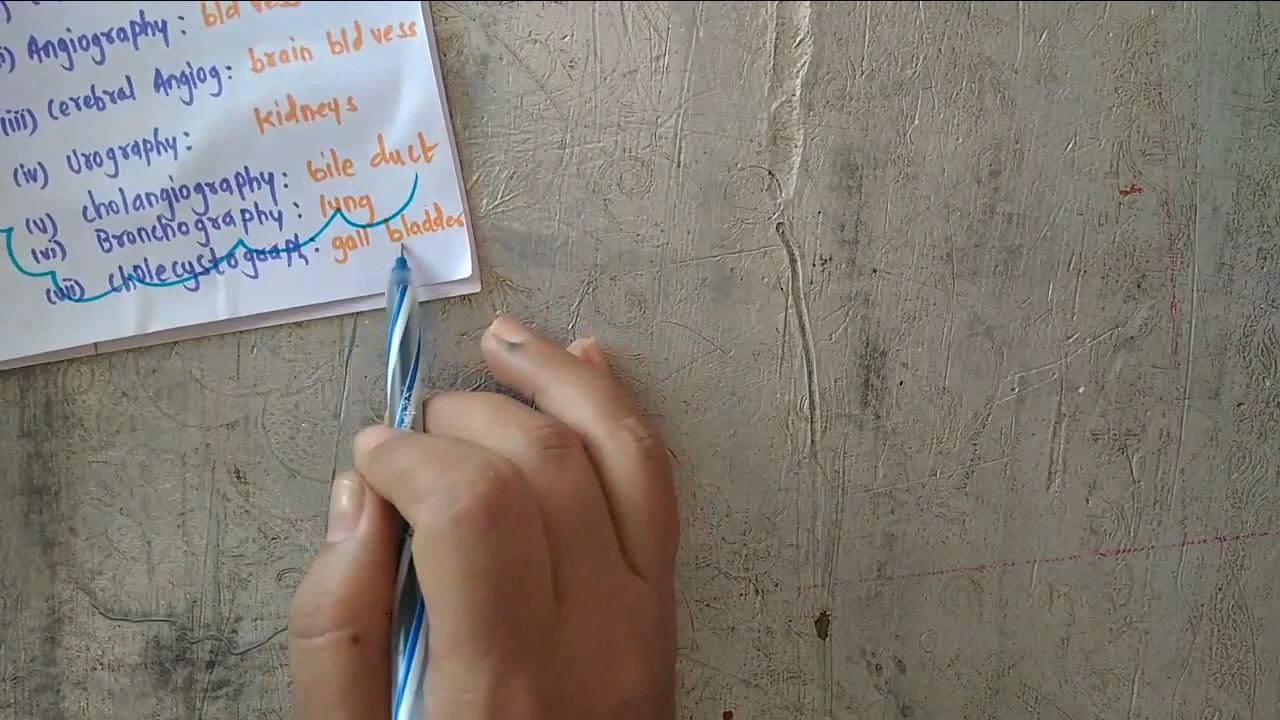 i) Angiography: bld vess
(iii) Cerebral Angiog: brain bld vess
(iv) Urography: kidneys
(v) cholangiography: bile duct
(vi) Bronchography: lung
(vii) cholecystograph: gall bladder